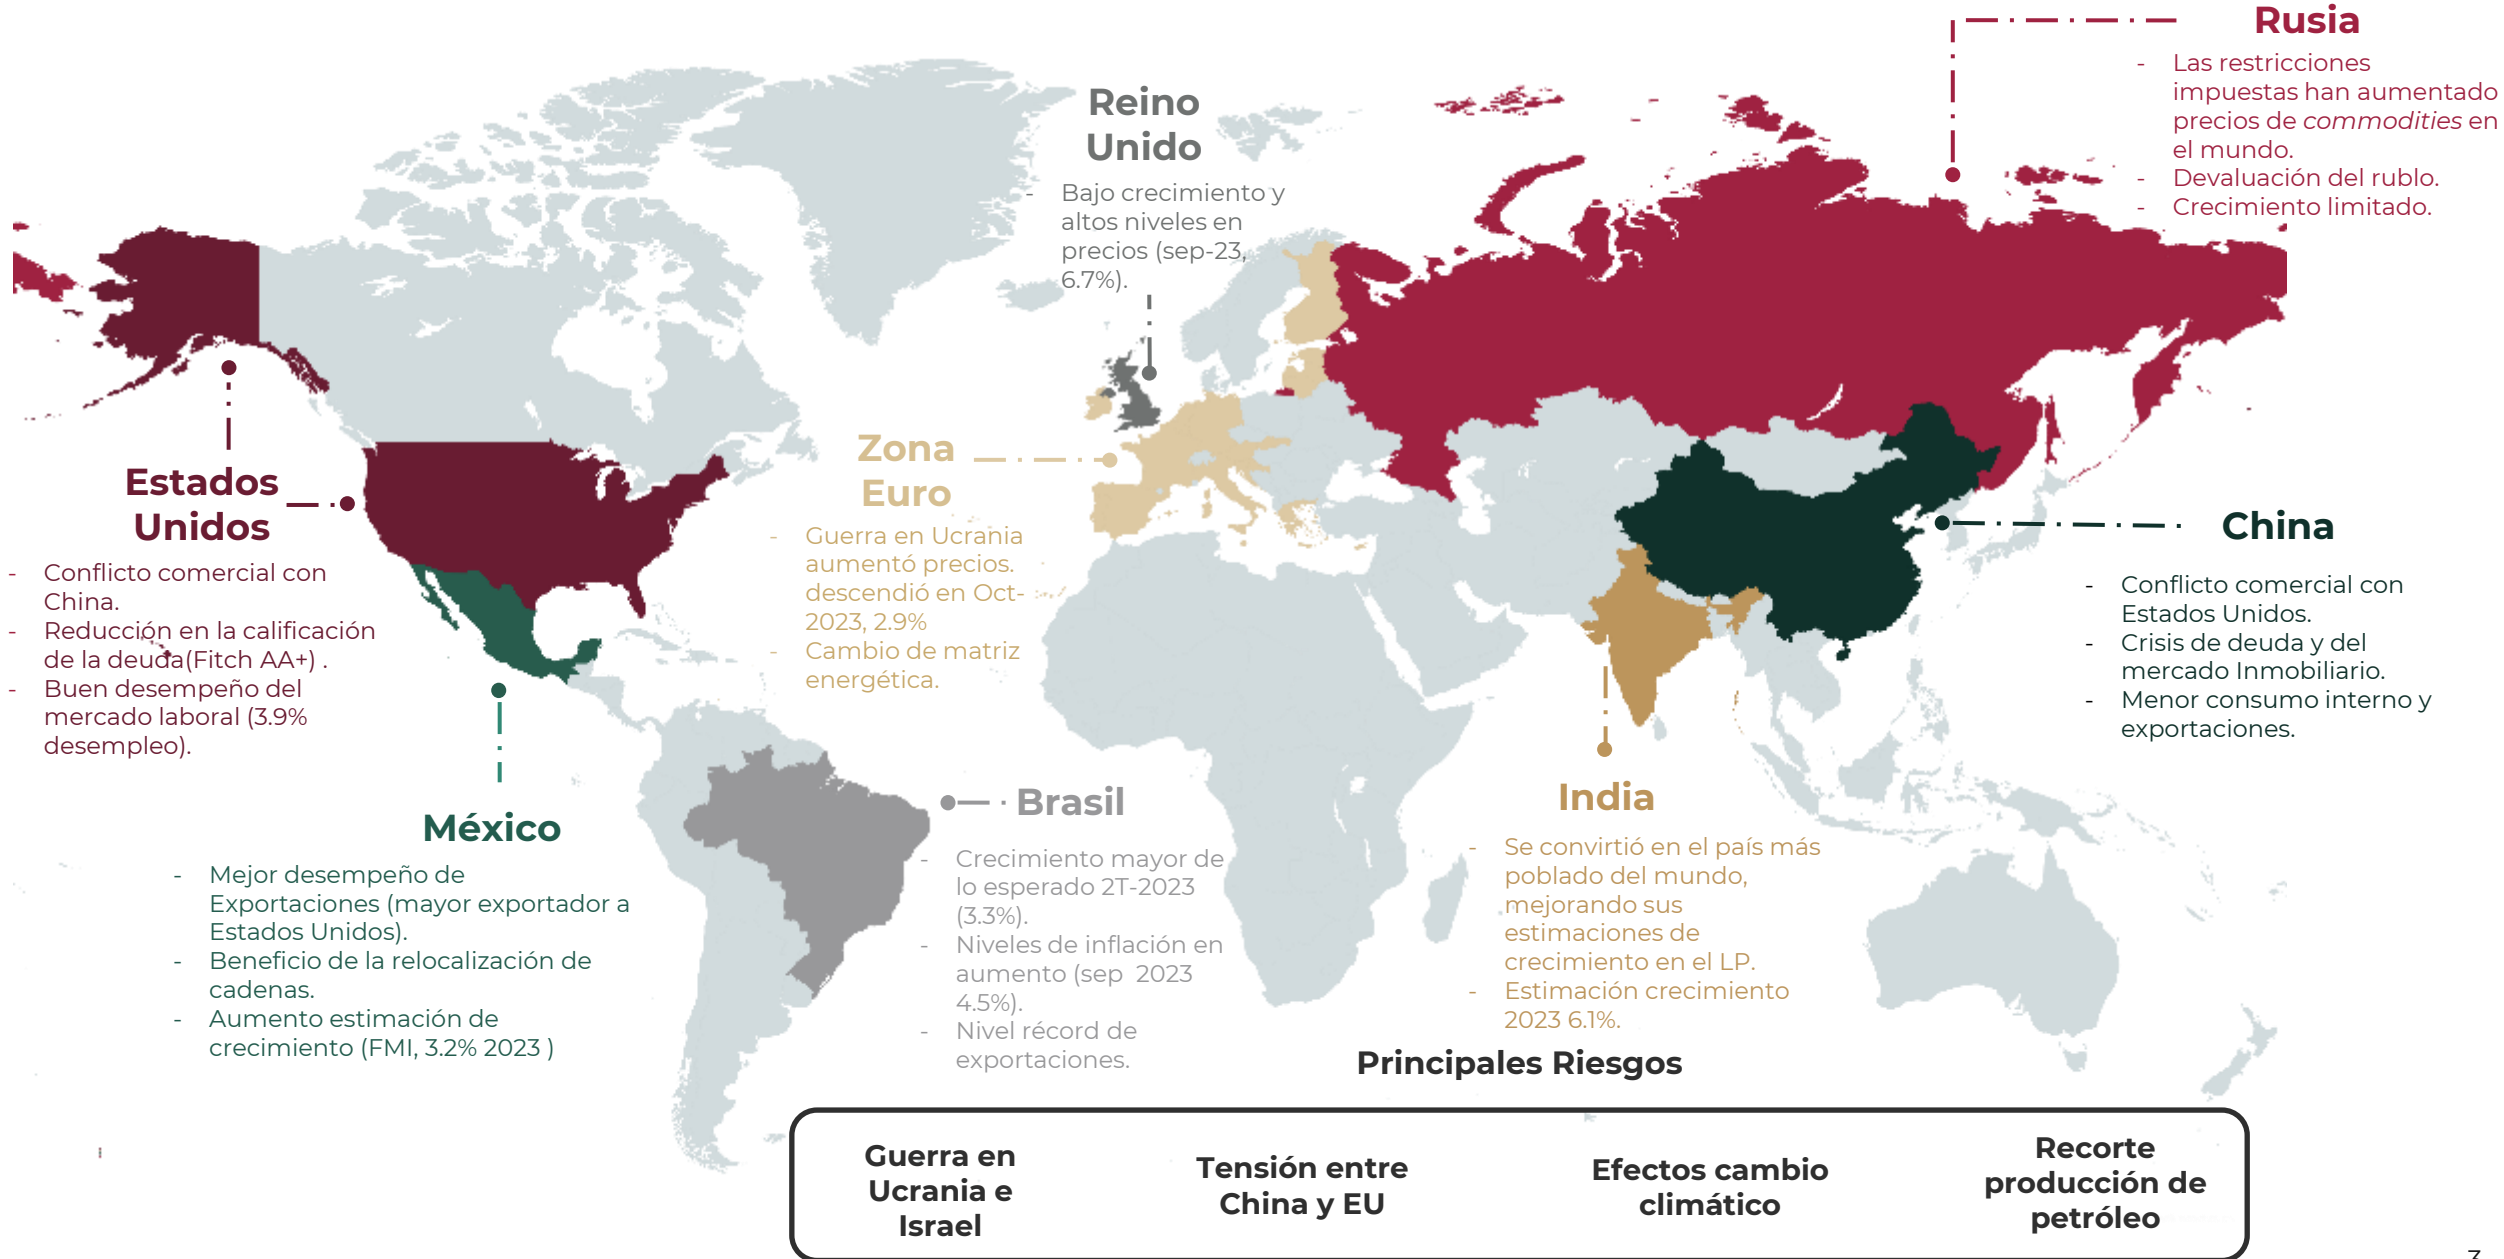 Rusia
- Las restricciones
impuestas han aumentado
precios de commodities en
el mundo.
- Devaluación del rublo.
- Crecimiento limitado.
Reino
Unido
- Bajo crecimiento y
altos niveles en
precios (sep-23,
6.7%).
Estados
Unidos
- Conflicto comercial con
China.
- Reducción en la calificación
de la deuda(Fitch AA+) .
- Buen desempeño del
mercado laboral (3.9%
desempleo).
Zona
Euro
- Guerra en Ucrania
aumentó precios.
descendió en Oct-
2023, 2.9%
- Cambio de matriz
energética.
China
- Conflicto comercial con
Estados Unidos.
- Crisis de deuda y del
mercado Inmobiliario.
- Menor consumo interno y
exportaciones.
México
- Mejor desempeño de
Exportaciones (mayor exportador a
Estados Unidos).
- Beneficio de la relocalización de
cadenas.
- Aumento estimación de
crecimiento (FMI, 3.2% 2023 )
Brasil
- Crecimiento mayor de
lo esperado 2T-2023
(3.3%).
- Niveles de inflación en
aumento (sep 2023
4.5%).
- Nivel récord de
exportaciones.
India
- Se convirtió en el país más
poblado del mundo,
mejorando sus
estimaciones de
crecimiento en el LP.
- Estimación crecimiento
2023 6.1%.
Principales Riesgos
Guerra en
Ucrania e
Israel
Tensión entre
China y EU
Efectos cambio
climático
Recorte
producción de
petróleo
3